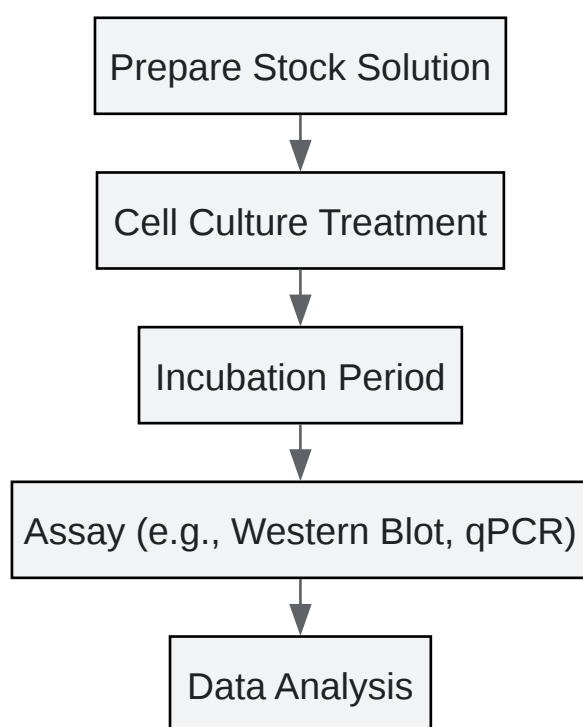 Prepare Stock Solution
Cell Culture Treatment
Incubation Period
Assay (e.g., Western Blot, qPCR)
Data Analysis